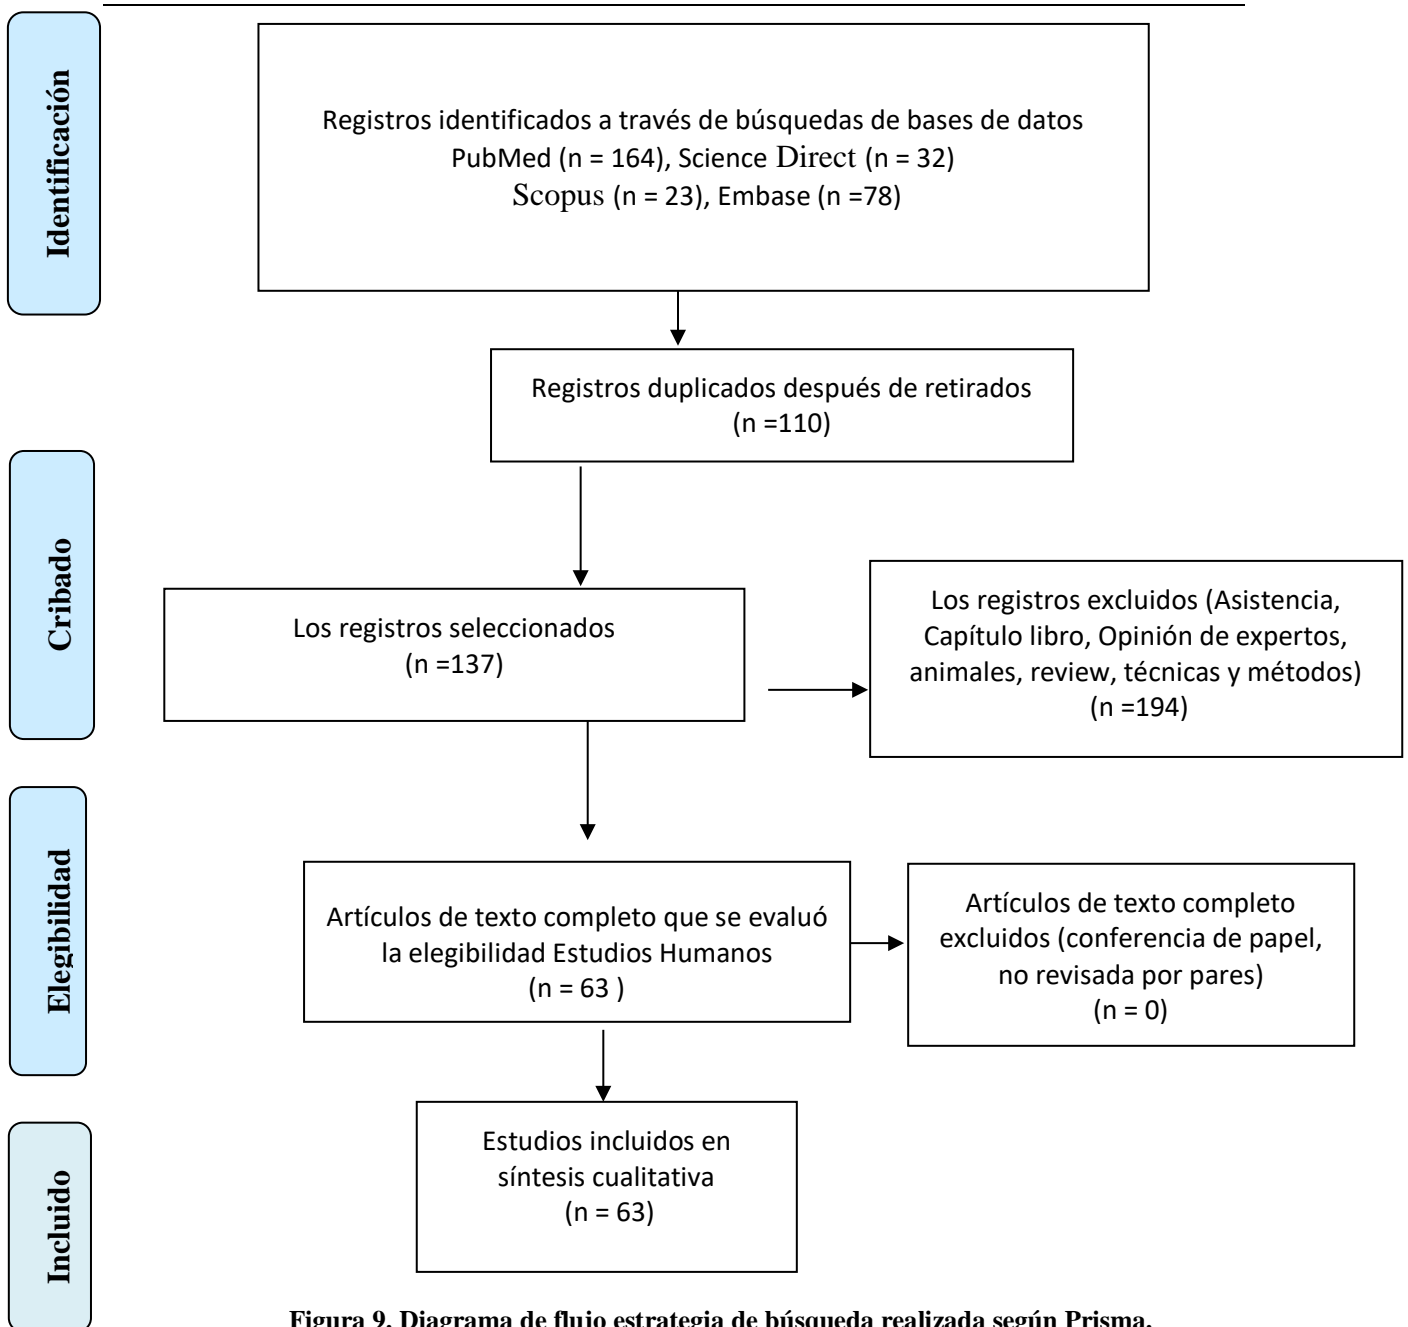 Identificación
Registros identificados a través de búsquedas de bases de datos
PubMed (n = 164), Science Direct (n = 32)
Scopus (n = 23), Embase (n =78)
Registros duplicados después de retirados
(n =110)
Cribado
Los registros seleccionados
(n =137)
Los registros excluidos (Asistencia,
Capítulo libro, Opinión de expertos,
animales, review, técnicas y métodos)
(n =194)
Elegibilidad
Artículos de texto completo que se evaluó
la elegibilidad Estudios Humanos
(n = 63 )
Artículos de texto completo
excluidos (conferencia de papel,
no revisada por pares)
(n = 0)
Incluido
Estudios incluidos en
síntesis cualitativa
(n = 63)
Figura 9. Diagrama de flujo estrategia de búsqueda realizada según Prisma.